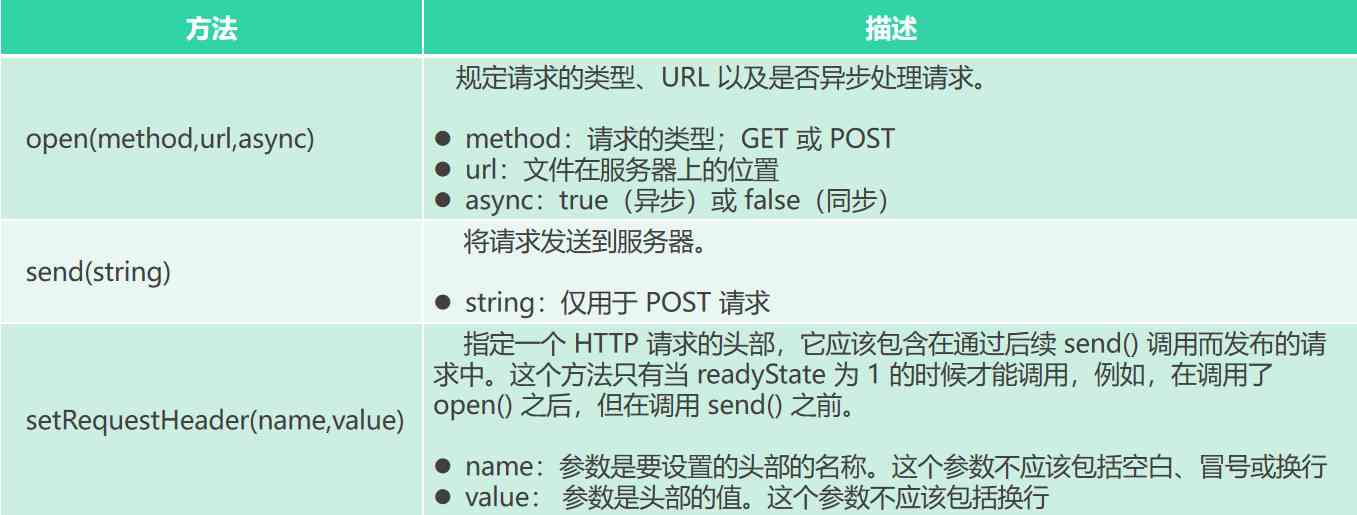 方法
描述
open(method,url,async)
规定请求的类型、URL 以及是否异步处理请求。
● method：请求的类型；GET 或 POST
● url：文件在服务器上的位置
● async：true（异步）或 false（同步）
send(string)
将请求发送到服务器。
● string：仅用于 POST 请求
setRequestHeader(name,value)
指定一个 HTTP 请求的头部，它应该包含在通过后续 send() 调用而发布的请
求中。这个方法只有当 readyState 为 1 的时候才能调用，例如，在调用了
open() 之后，但在调用 send() 之前。
● name：参数是要设置的头部的名称。这个参数不应该包括空白、冒号或换行
● value： 参数是头部的值。这个参数不应该包括换行